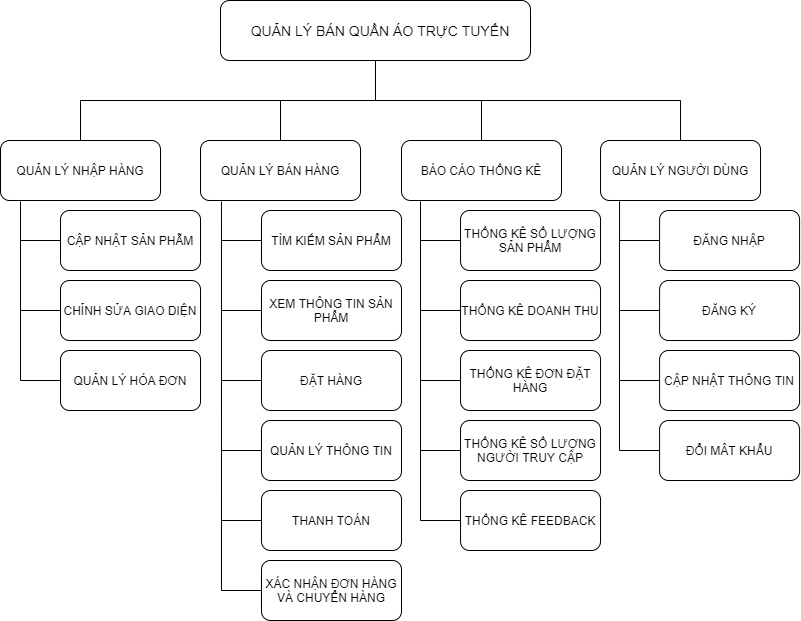 QUẢN LÝ BÁN QUẦN ÁO TRỰC TUYẾN
QUẢN LÝ NHẬP HÀNG
CẬP NHẬT SẢN PHẨM
CHỈNH SỬA GIAO DIỆN
QUẢN LÝ HÓA ĐƠN
QUẢN LÝ BÁN HÀNG
TÌM KIẾM SẢN PHẨM
XEM THÔNG TIN SẢN
PHẨM
ĐẶT HÀNG
QUẢN LÝ THÔNG TIN
THANH TOÁN
XÁC NHẬN ĐƠN HÀNG
VÀ CHUYỂN HÀNG
BÁO CÁO THỐNG KÊ
THỐNG KÊ SỐ LƯỢNG
SẢN PHẨM
THỐNG KÊ DOANH THU
THỐNG KÊ ĐƠN ĐẶT
HÀNG
THỐNG KÊ SỐ LƯỢNG
NGƯỜI TRUY CẬP
THỐNG KÊ FEEDBACK
QUẢN LÝ NGƯỜI DÙNG
ĐĂNG NHẬP
ĐĂNG KÝ
CẬP NHẬT THÔNG TIN
ĐỔI MÂT KHẨU